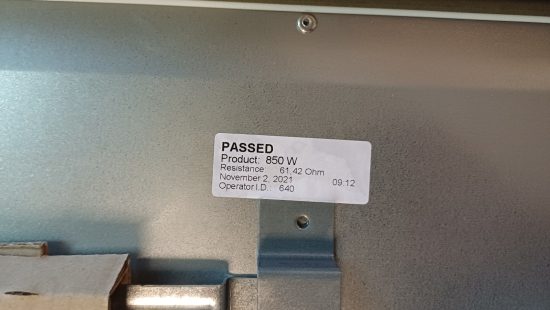 PASSED
Product: 850 W
Resistance: 61.42 Ohm
November 2, 2021 09:12
Operator I.D.: 640